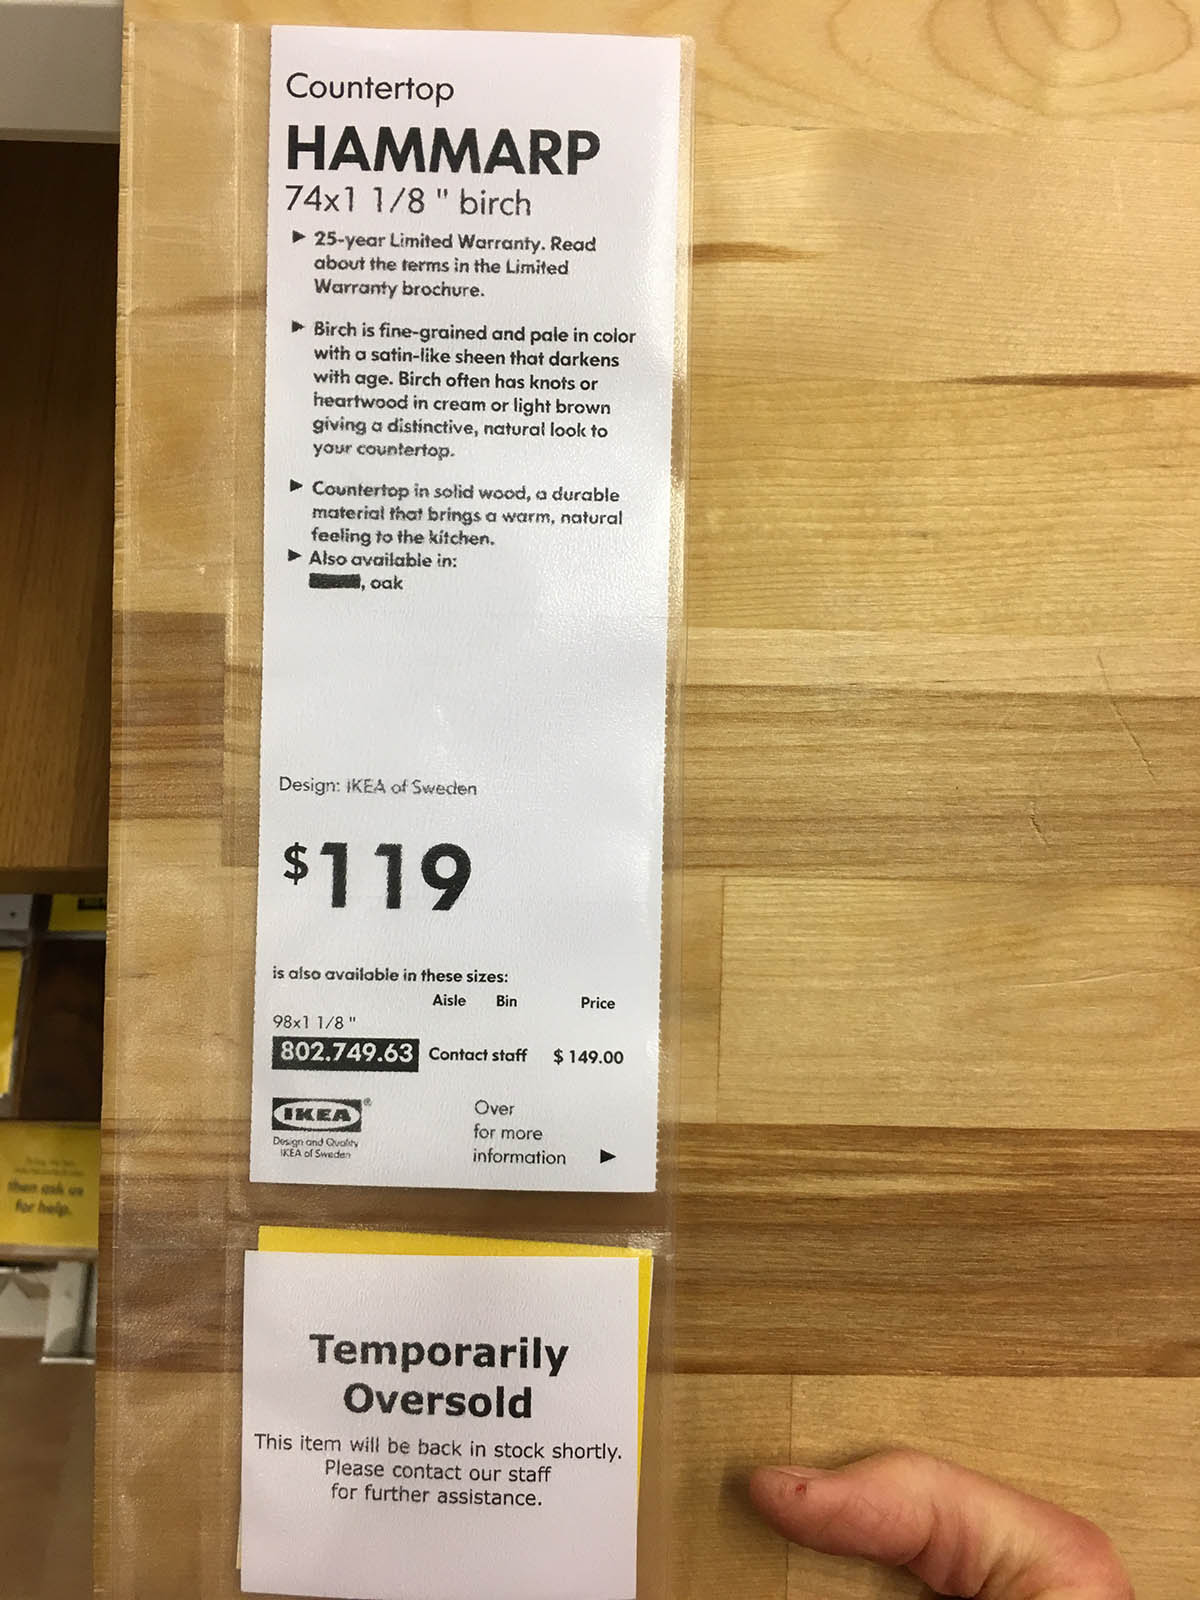 Countertop
HAMMARP
74x1 1/8 " birch
► 25-year Limited Warranty. Read
about the terms in the Limited
Warranty brochure.
► Birch is fine-grained and pale in color
with a satin-like sheen that darkens
with age. Birch often has knots or
heartwood in cream or light brown
giving a distinctive, natural look to
your countertop.
► Countertop in solid wood, a durable
material that brings a warm, natural
feeling to the kitchen.
► Also available in:
, oak
Design: IKEA of Sweden
$119
is also available in these sizes:
Aisle Bin Price
98x1 1/8 "
802.749.63 Contact staff $ 149.00
IKEA®
Design and Quality
IKEA of Sweden
Over
for more
information ►
Temporarily
Oversold
This item will be back in stock shortly.
Please contact our staff
for further assistance.
then ask us
for help.